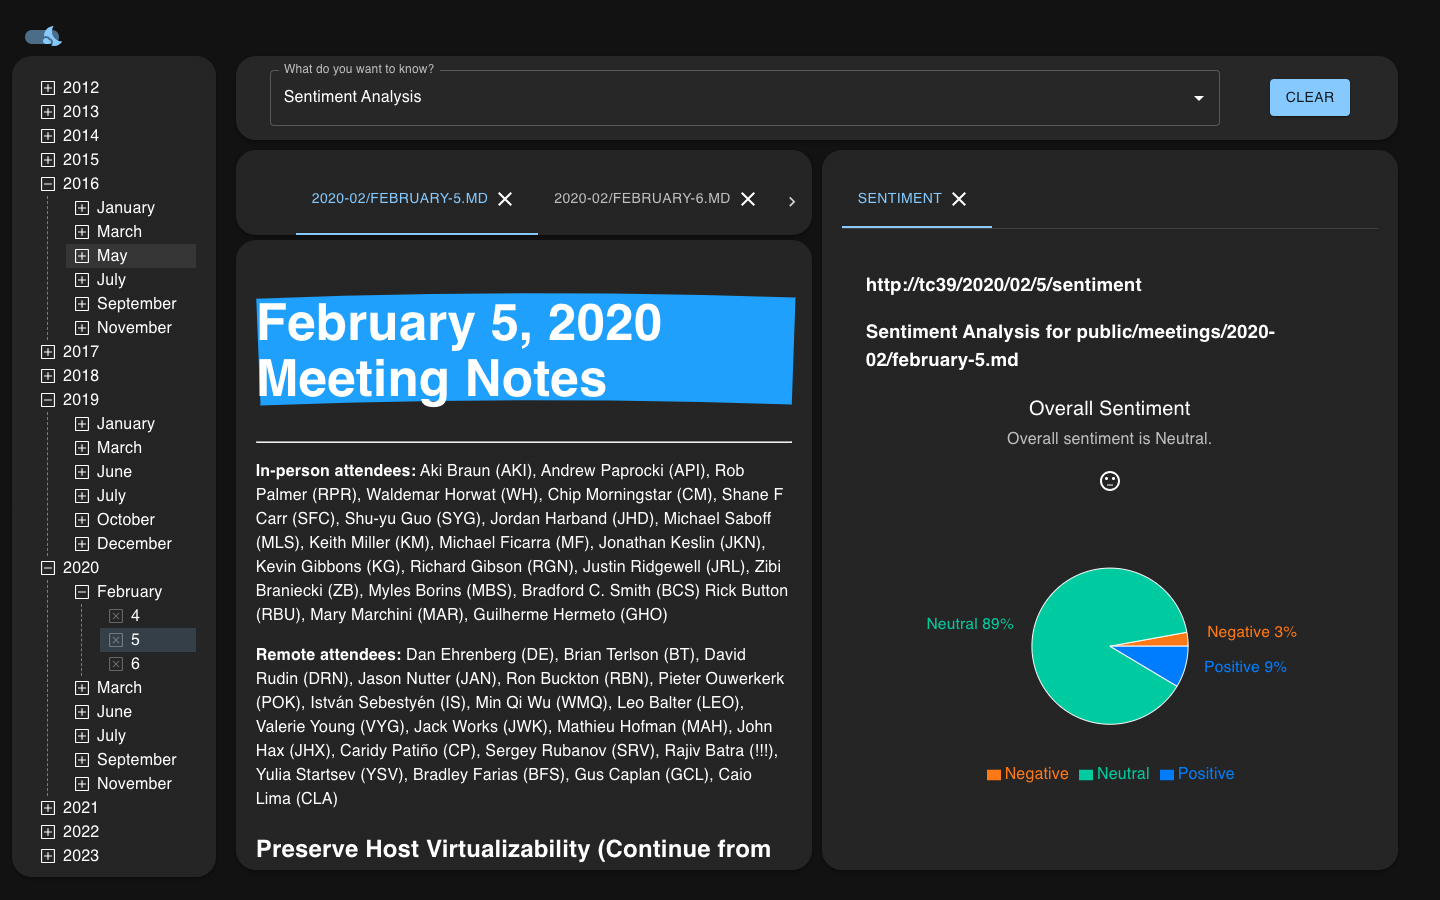 2012
2013
2014
2015
2016
January
March
May
July
September
November
2017
2018
2019
January
March
June
July
October
December
2020
February
4
5
6
March
June
July
September
November
2021
2022
2023
What do you want to know?
Sentiment Analysis
CLEAR
2020-02/FEBRUARY-5.MD
2020-02/FEBRUARY-6.MD
February 5, 2020
Meeting Notes
In-person attendees: Aki Braun (AKI), Andrew Paprocki (API), Rob
Palmer (RPR), Waldemar Horwat (WH), Chip Morningstar (CM), Shane F
Carr (SFC), Shu-yu Guo (SYG), Jordan Harband (JHD), Michael Saboff
(MLS), Keith Miller (KM), Michael Ficarra (MF), Jonathan Keslin (JKN),
Kevin Gibbons (KG), Richard Gibson (RGN), Justin Ridgewell (JRL), Zibi
Braniecki (ZB), Myles Borins (MBS), Bradford C. Smith (BCS) Rick Button
(RBU), Mary Marchini (MAR), Guilherme Hermeto (GHO)
Remote attendees: Dan Ehrenberg (DE), Brian Terlson (BT), David
Rudin (DRN), Jason Nutter (JAN), Ron Buckton (RBN), Pieter Ouwerkerk
(POK), István Sebestyén (IS), Min Qi Wu (WMQ), Leo Balter (LEO),
Valerie Young (VYG), Jack Works (JWK), Mathieu Hofman (MAH), John
Hax (JHX), Caridy Patiño (CP), Sergey Rubanov (SRV), Rajiv Batra (!!!),
Yulia Startsev (YSV), Bradley Farias (BFS), Gus Caplan (GCL), Caio
Lima (CLA)
Preserve Host Virtualizability (Continue from
SENTIMENT
http://tc39/2020/02/5/sentiment
Sentiment Analysis for public/meetings/2020-
02/february-5.md
Overall Sentiment
Overall sentiment is Neutral.
Neutral 89%
Negative 3%
Positive 9%
Negative Neutral Positive